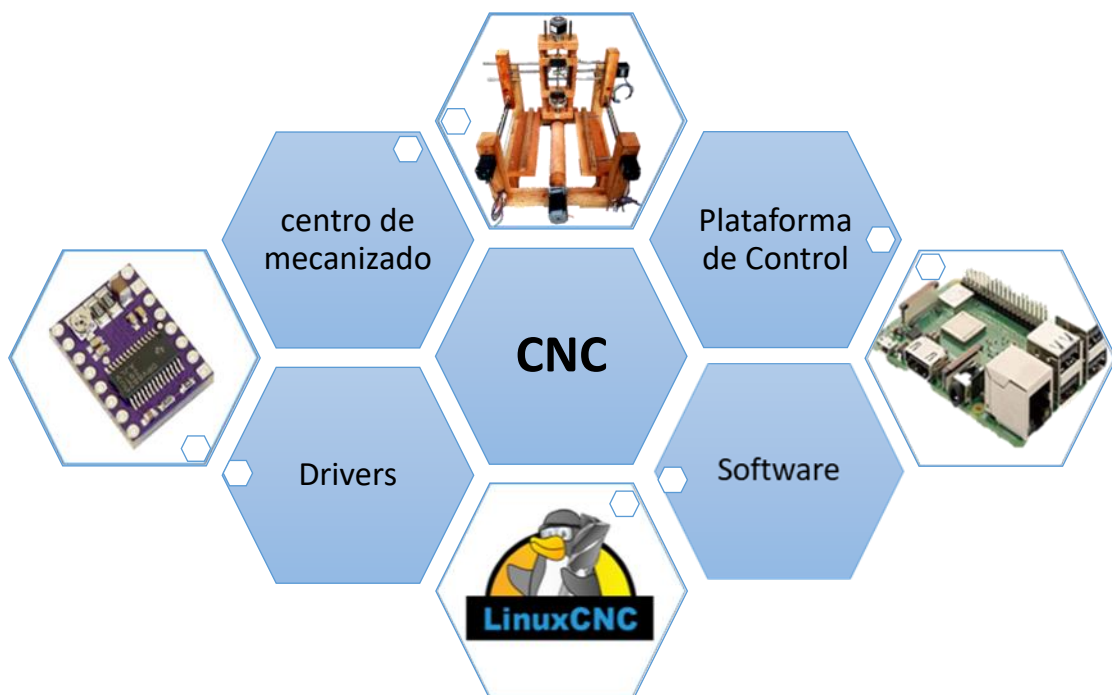 centro de
mecanizado
Plataforma
de Control
CNC
Drivers
Software
LinuxCNC